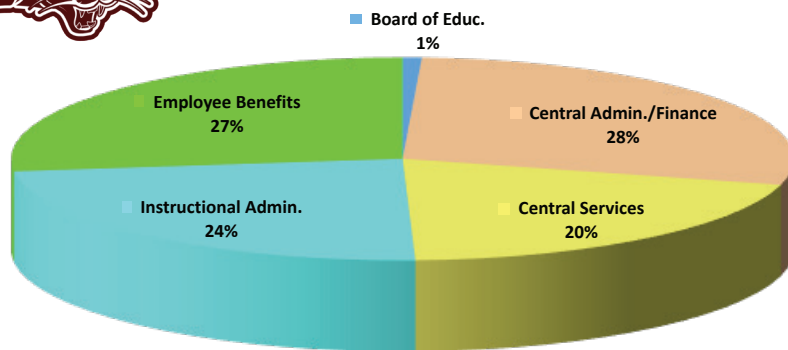 Board of Educ.
1%
Employee Benefits
27%
Central Admin./Finance
28%
Instructional Admin.
24%
Central Services
20%